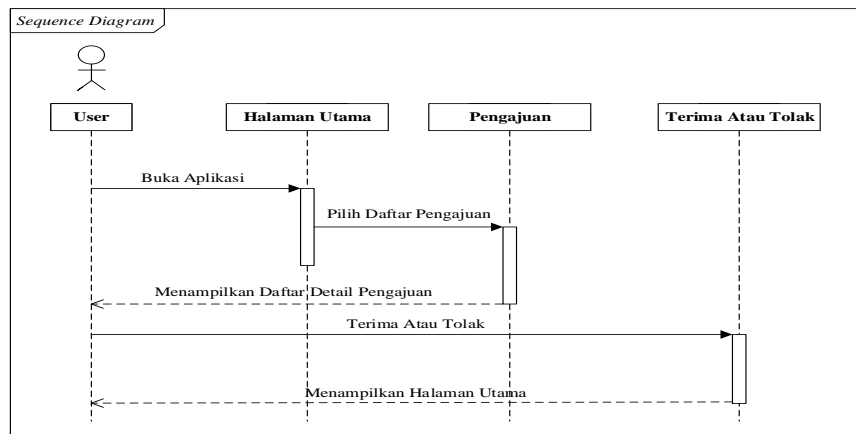 Sequence Diagram
User
Halaman Utama
Pengajuan
Terima Atau Tolak
Buka Aplikasi
Pilih Daftar Pengajuan
Menampilkan Daftar Detail Pengajuan
Terima Atau Tolak
Menampilkan Halaman Utama